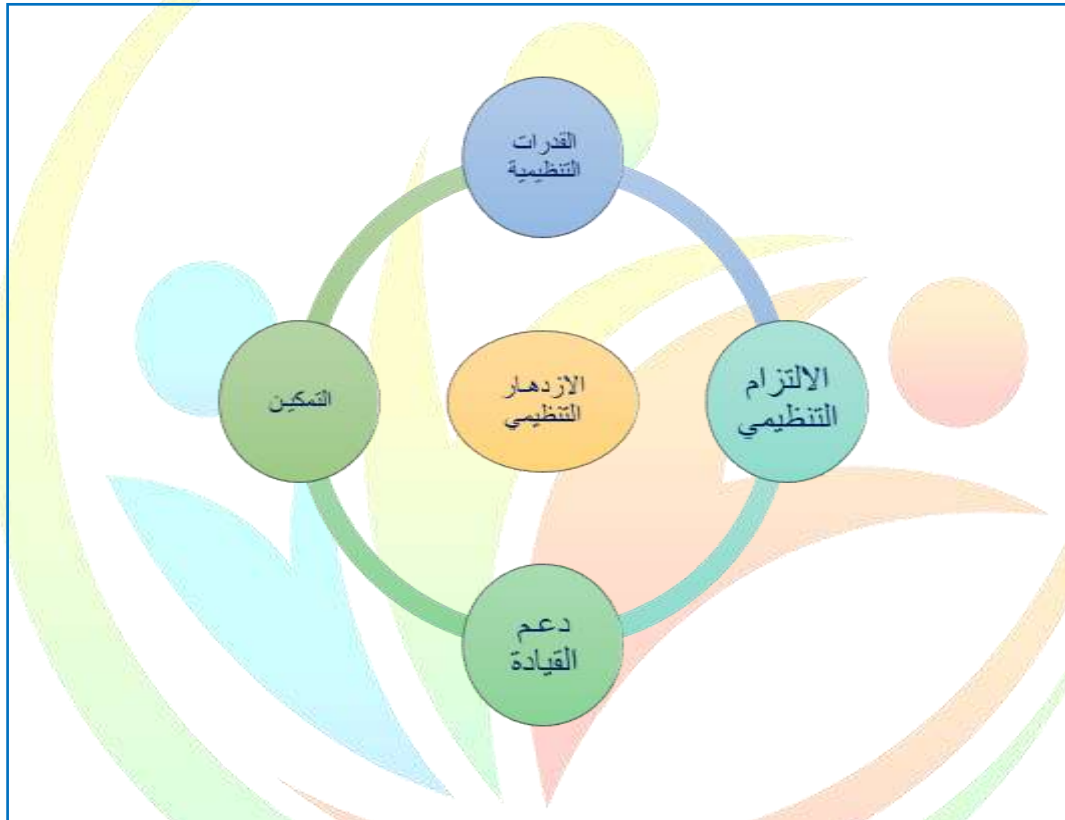 القدرات
التنظيمية
الالتزام
التنظيمي
الازدهار
التنظيمي
التمكين
دعم
القيادة